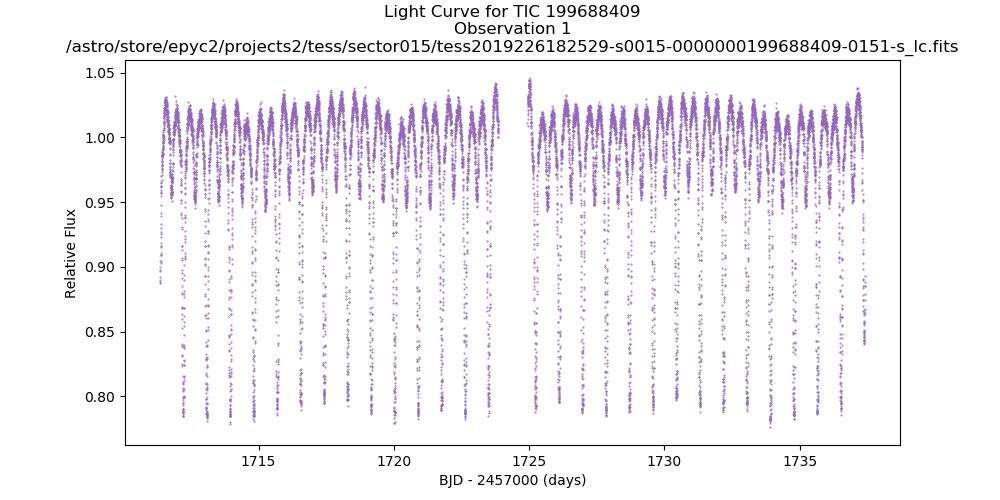 Light Curve for TIC 199688409
Observation 1
/astro/store/epyc2/projects2/tess/sector015/tess2019226182529-s0015-0000000199688409-0151-s_lc.fits
1.05
1.00
0.95
0.90
0.85
0.80
Relative Flux
1715
1720
1725
1730
1735
BJD - 2457000 (days)